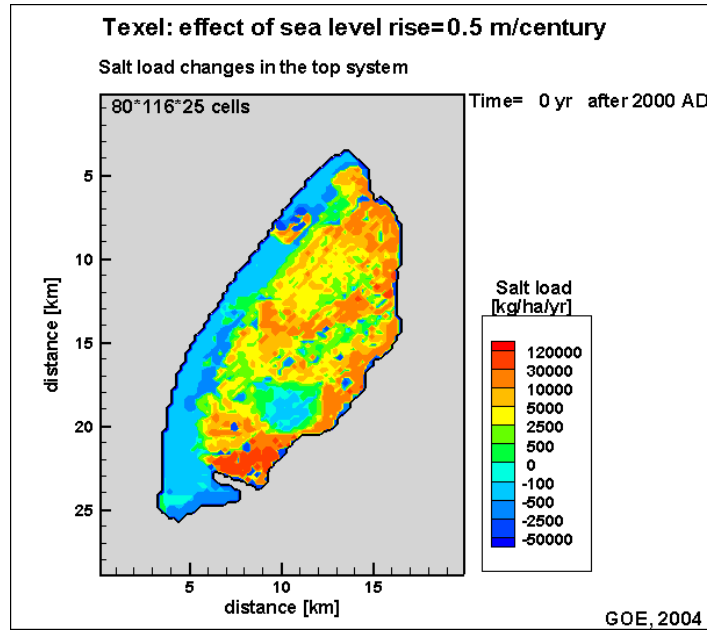 Texel: effect of sea level rise=0.5 m/century
Salt load changes in the top system
80*116*25 cells
Time= 0 yr after 2000 AD
5
10
15
20
25
distance [km]
5 10 15
distance [km]
Salt load
[kg/ha/yr]
120000
30000
10000
5000
2500
500
0
-100
-500
-2500
-50000
GOE, 2004